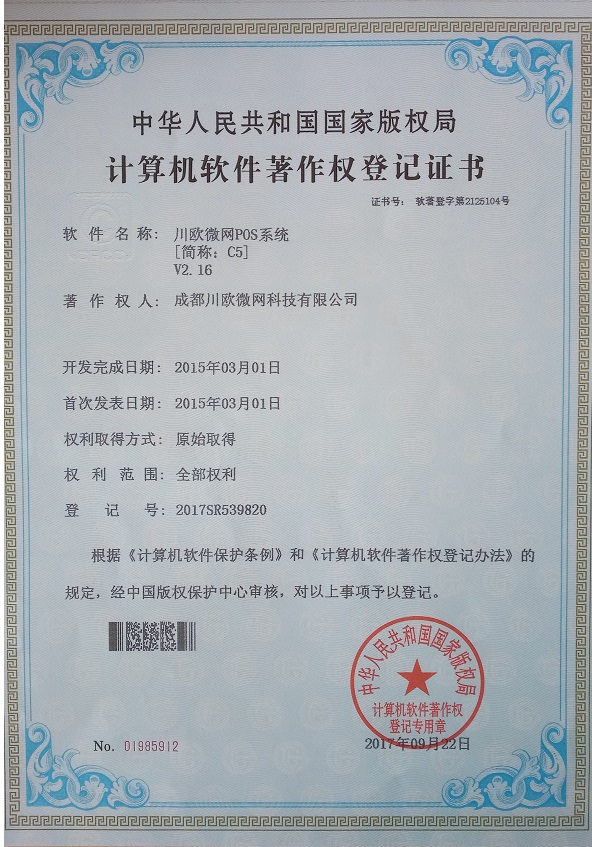 中华人民共和国国家版权局
计算机软件著作权登记证书
证书号： 软著登字第2125104号
软件名称： 川欧微网POS系统
[简称：C5]
V2.16
著作权人： 成都川欧微网科技有限公司
开发完成日期： 2015年03月01日
首次发表日期： 2015年03月01日
权利取得方式： 原始取得
权利范围： 全部权利
登记号： 2017SR539820
根据《计算机软件保护条例》和《计算机软件著作权登记办法》的
规定，经中国版权保护中心审核，对以上事项予以登记。
中华人民共和国国家版权局
计算机软件著作权
登记专用章
No. 01985912
2017年09月22日